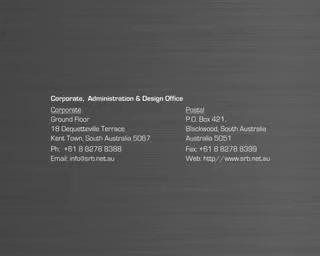 Corporate, Administration & Design Office
Corporate
Ground Floor
18 Dequetteville Terrace
Kent Town, South Australia 5067
Ph: +61 8 8278 8388
Email: info@srb.net.au
Postal
P.O. Box 421,
Blackwood, South Australia
Australia 5051
Fax: +61 8 8278 8399
Web: http//www.srb.net.au